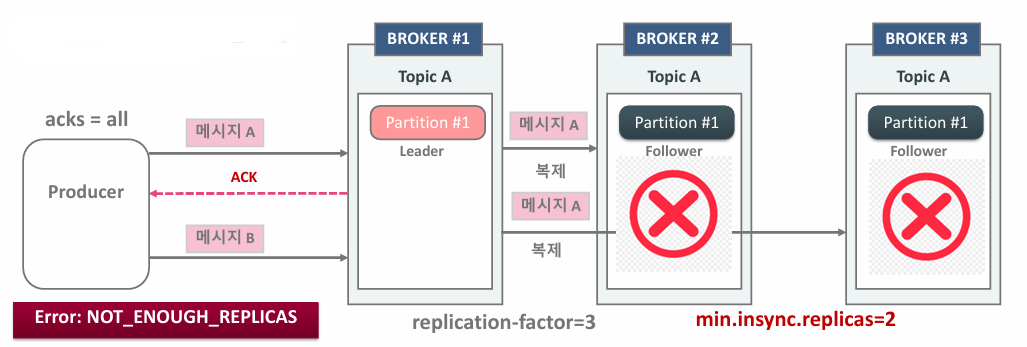 BROKER #1
BROKER #2
BROKER #3
Topic A
Topic A
Topic A
acks = all
메시지 A
Partition #1
메시지 A
Partition #1
Partition #1
Leader
Follower
Follower
복제
Producer
ACK
메시지 A
메시지 B
복제
Error: NOT_ENOUGH_REPLICAS
replication-factor=3
min.insync.replicas=2